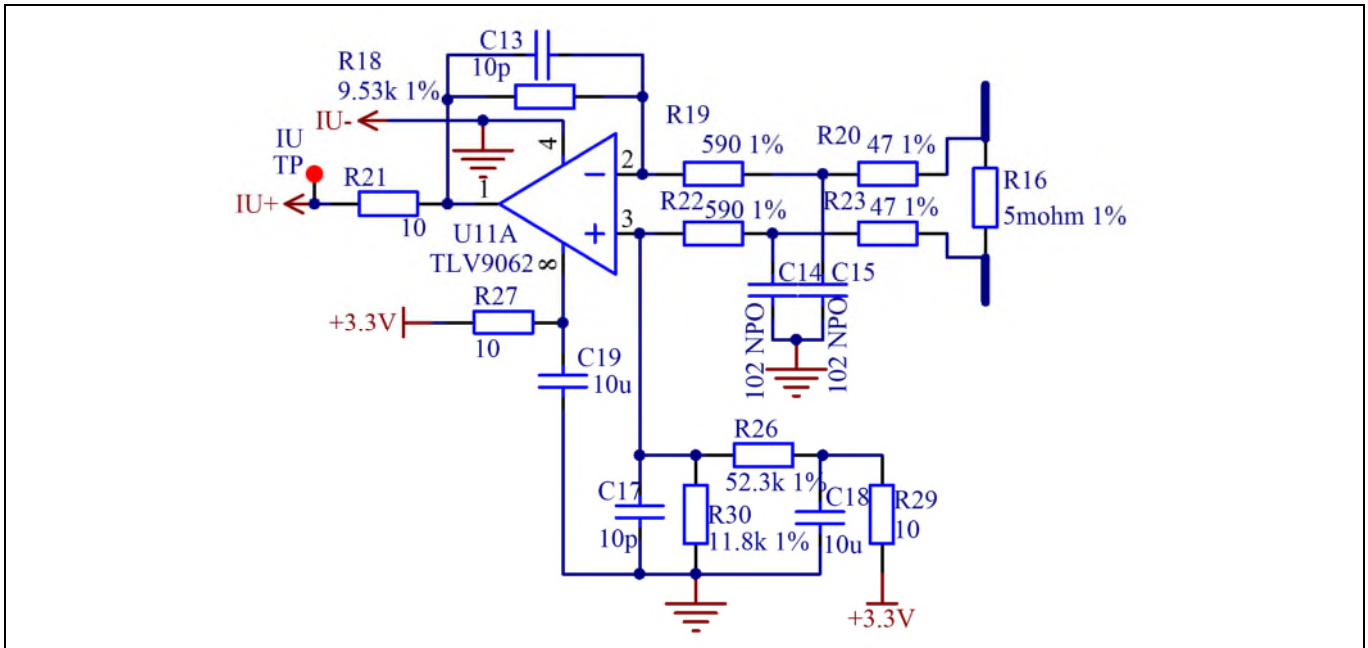 C13
10p
R18
9.53k 1%
IU-
IU
TP
IU+
R21
10
4
1
2
3
8
U11A
TLV9062
R19
590 1%
R20
47 1%
R22
590 1%
R23
47 1%
R16
5mohm 1%
C14
C15
102 NPO
102 NPO
R27
+3.3V
10
C19
10u
R26
52.3k 1%
C17
10p
R30
11.8k 1%
C18
10u
R29
10
+3.3V